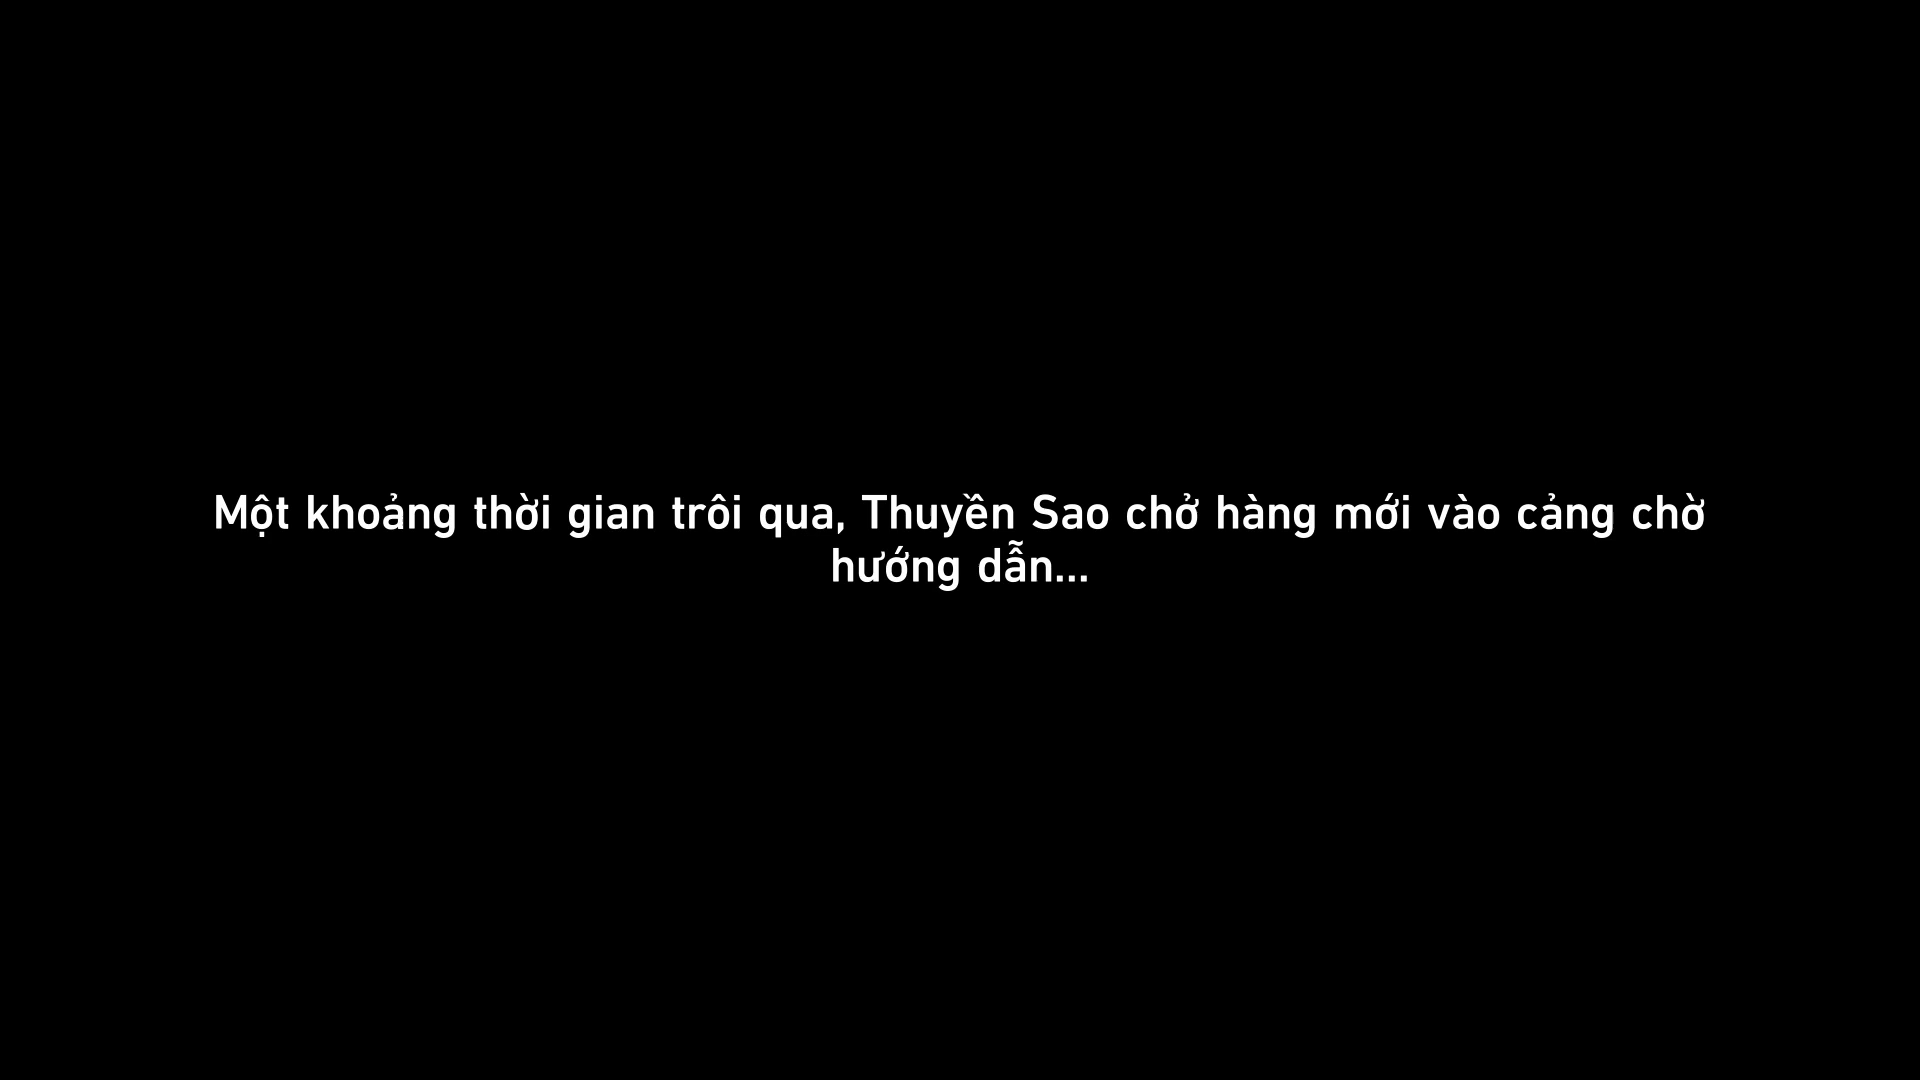 Một khoảng thời gian trôi qua, Thuyền Sao chở hàng mới vào cảng chờ
hướng dẫn...